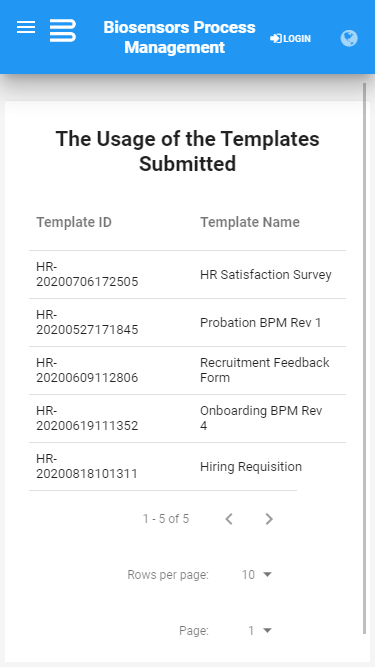 Biosensors Process
Management
LOGIN
The Usage of the Templates
Submitted
Template ID
Template Name
HR-
20200706172505
HR Satisfaction Survey
HR-
20200527171845
Probation BPM Rev 1
HR-
20200609112806
Recruitment Feedback
Form
HR-
20200619111352
Onboarding BPM Rev
4
HR-
20200818101311
Hiring Requisition
1 - 5 of 5
Rows per page:
10
Page:
1